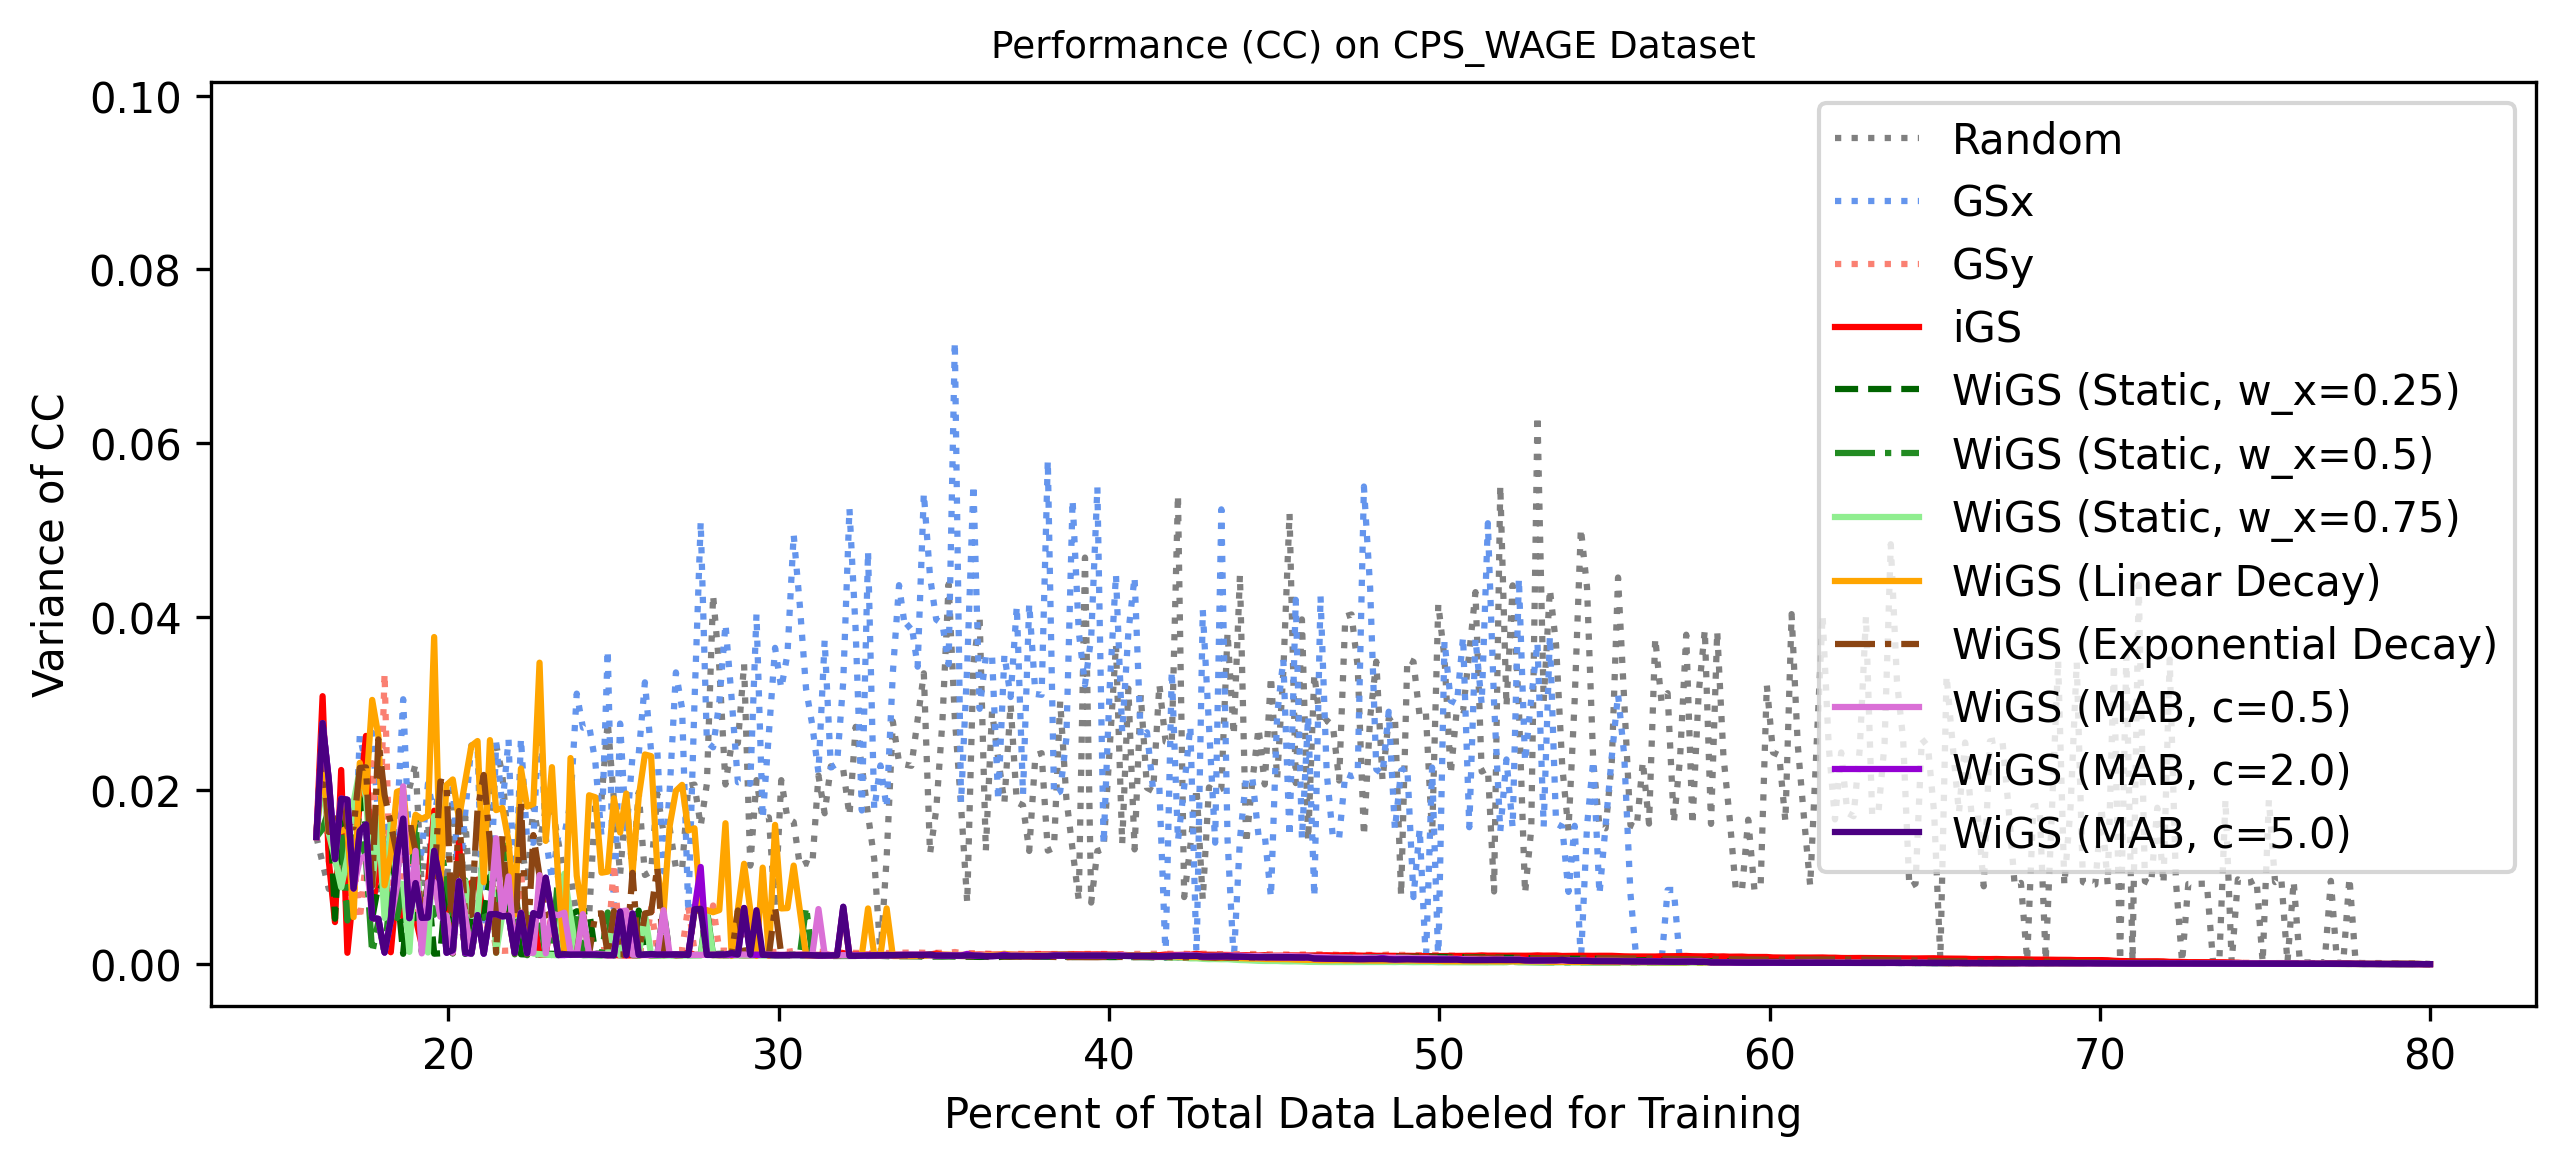 Performance (CC) on CPS_WAGE Dataset
0.10
0.08
0.06
0.04
0.02
0.00
Variance of CC
Random
GSx
GSy
iGS
WiGS (Static, w_x=0.25)
WiGS (Static, w_x=0.5)
WiGS (Static, w_x=0.75)
WiGS (Linear Decay)
WiGS (Exponential Decay)
WiGS (MAB, c=0.5)
WiGS (MAB, c=2.0)
WiGS (MAB, c=5.0)
20 30 40 50 60 70 80
Percent of Total Data Labeled for Training